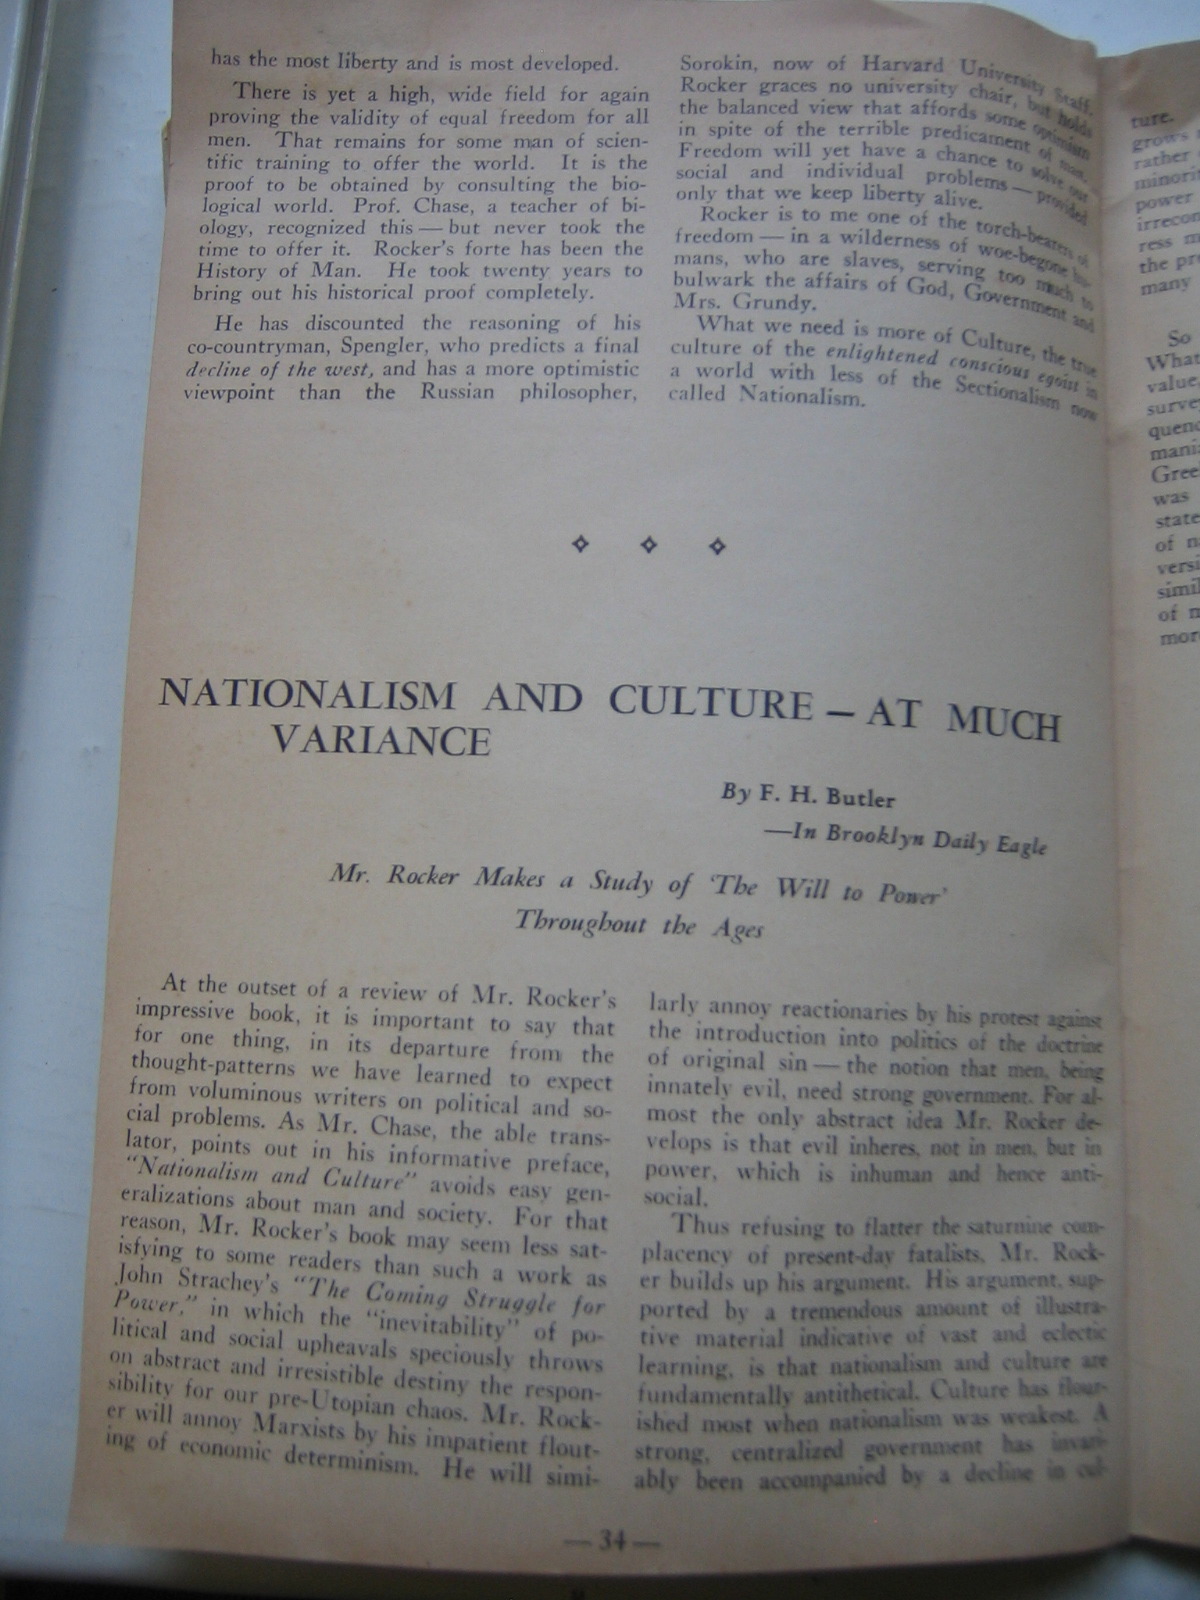 has the most liberty and is most developed.
There is yet a high, wide field for again
proving the validity of equal freedom for all
men. That remains for some man of scien-
tific training to offer the world. It is the
proof to be obtained by consulting the bio-
logical world. Prof. Chase, a teacher of bi-
ology, recognized this — but never took the
time to offer it. Rocker's forte has been the
History of Man. He took twenty years to
bring out his historical proof completely.
He has discounted the reasoning of his
co-countryman, Spengler, who predicts a final
decline of the west, and has a more optimistic
viewpoint than the Russian philosopher,
Sorokin, now of Harvard University Staff.
Rocker graces no university chair, but holds
the balanced view that affords some optimism
in spite of the terrible predicament of man.
Freedom will yet have a chance to solve our
social and individual problems — provided
only that we keep liberty alive.
Rocker is to me one of the torch-bearers of
freedom — in a wilderness of woe-begone hu-
mans, who are slaves, serving too much to
bulwark the affairs of God, Government and
Mrs. Grundy.
What we need is more of Culture, the true
culture of the enlightened conscious egoist in
a world with less of the Sectionalism now
called Nationalism.
NATIONALISM AND CULTURE — AT MUCH
VARIANCE
By F. H. Butler
—In Brooklyn Daily Eagle
Mr. Rocker Makes a Study of 'The Will to Power'
Throughout the Ages
At the outset of a review of Mr. Rocker's
impressive book, it is important to say that
for one thing, in its departure from the
thought-patterns we have learned to expect
from voluminous writers on political and so-
cial problems. As Mr. Chase, the able trans-
lator, points out in his informative preface,
"Nationalism and Culture" avoids easy gen-
eralizations about man and society. For that
reason, Mr. Rocker's book may seem less sat-
isfying to some readers than such a work as
John Strachey's "The Coming Struggle for
Power," in which the "inevitability" of po-
litical and social upheavals speciously throws
on abstract and irresistible destiny the respon-
sibility for our pre-Utopian chaos. Mr. Rock-
er will annoy Marxists by his impatient flout-
ing of economic determinism. He will simi-
larly annoy reactionaries by his protest against
the introduction into politics of the doctrine
of original sin — the notion that men, being
innately evil, need strong government. For al-
most the only abstract idea Mr. Rocker de-
velops is that evil inheres, not in men, but in
power, which is inhuman and hence anti-
social.
Thus refusing to flatter the saturnine com-
placency of present-day fatalists, Mr. Rock-
er builds up his argument. His argument, sup-
ported by a tremendous amount of illustra-
tive material indicative of vast and eclectic
learning, is that nationalism and culture are
fundamentally antithetical. Culture has flour-
ished most when nationalism was weakest. A
strong, centralized government has invari-
ably been accompanied by a decline in cul-
— 34 —
ture.
grows
rather
minorit
power
irrecon
ress m
the pr
many
So
What
value,
surve
quenc
mania
Gree
was
state
of n
versi
simil
of m
more